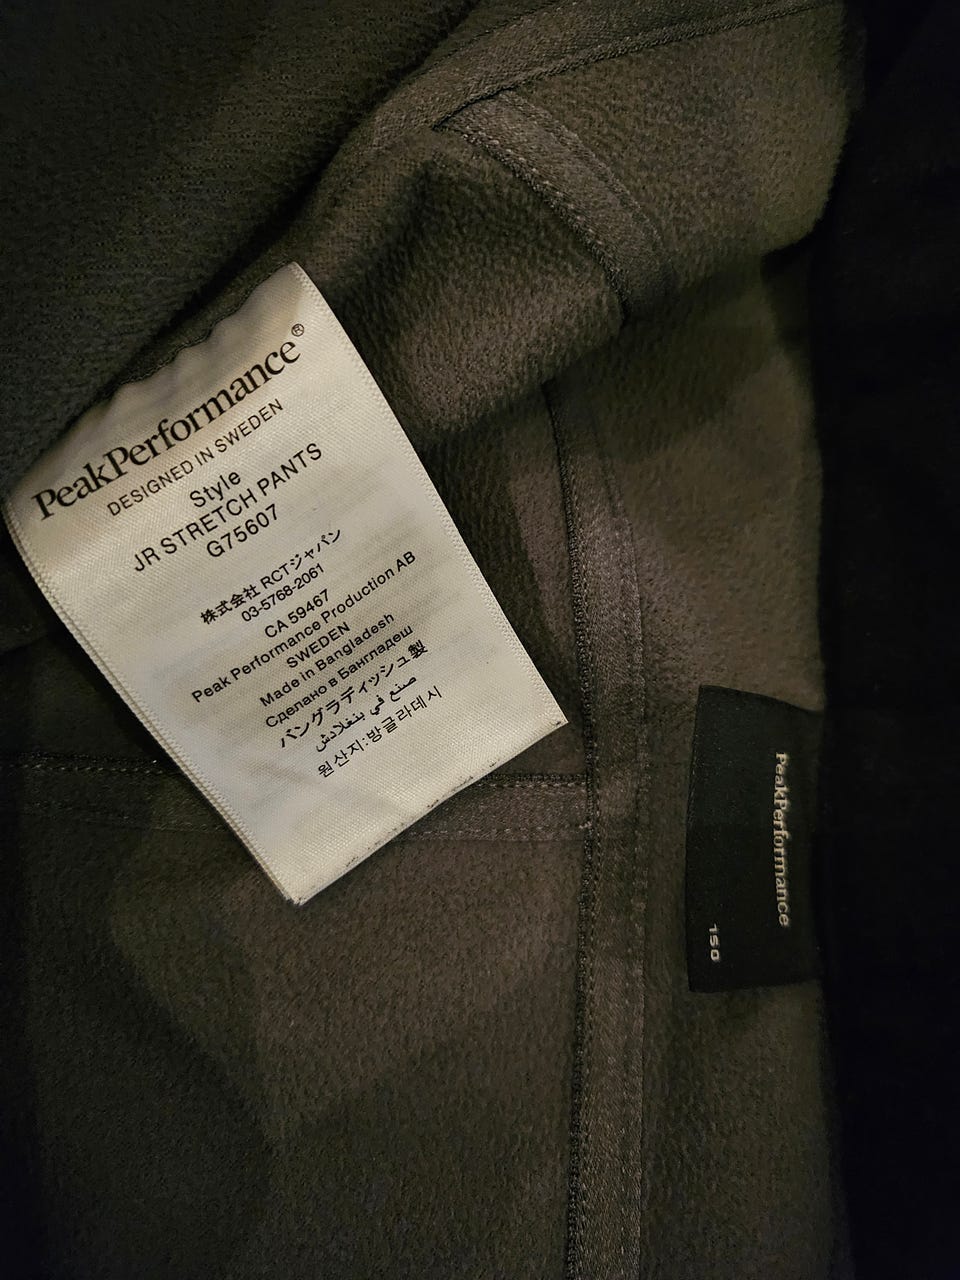 PeakPerformance®
DESIGNED IN SWEDEN
Style
JR STRETCH PANTS
G75607
株式会社 RCTジャパン
03-5768-2061
CA 59467
Peak Performance Production AB
SWEDEN
Made in Bangladesh
Сделано в Бангладеш
バングラディッシュ製
صنع في بنغلادش
원산지:방글라데시
PeakPerformance
150